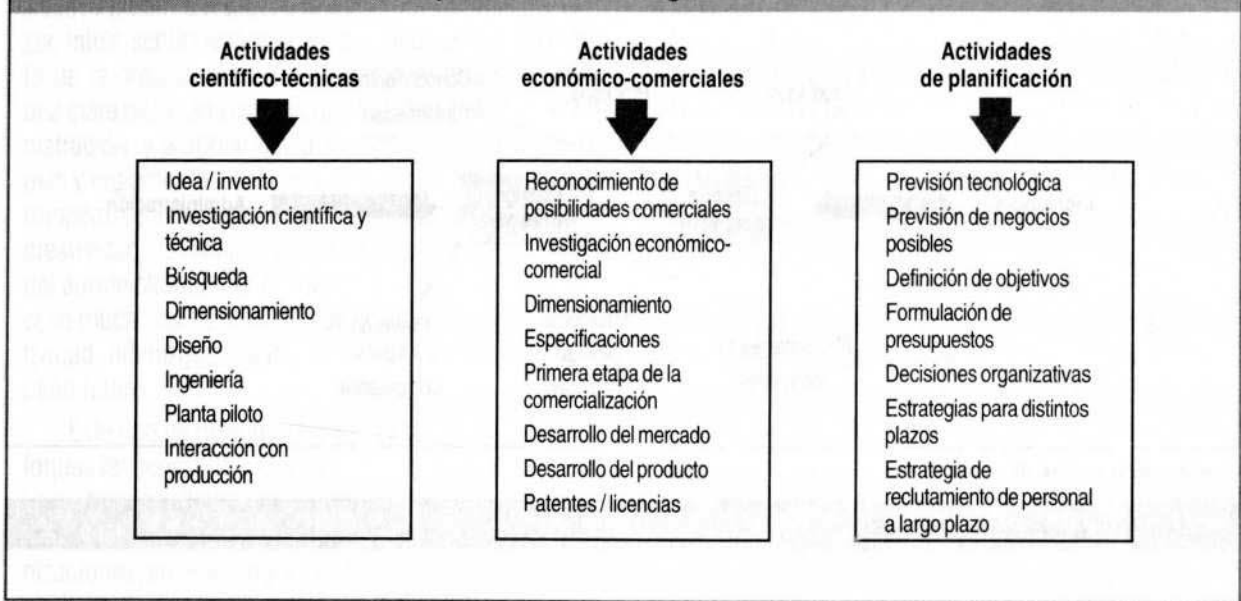 Actividades
científico-técnicas
Idea / invento
Investigación científica y
técnica
Búsqueda
Dimensionamiento
Diseño
Ingeniería
Planta piloto
Interacción con
producción
Actividades
económico-comerciales
Reconocimiento de
posibilidades comerciales
Investigación económico-
comercial
Dimensionamiento
Especificaciones
Primera etapa de la
comercialización
Desarrollo del mercado
Desarrollo del producto
Patentes / licencias
Actividades
de planificación
Previsión tecnológica
Previsión de negocios
posibles
Definición de objetivos
Formulación de
presupuestos
Decisiones organizativas
Estrategias para distintos
plazos
Estrategia de
reclutamiento de personal
a largo plazo